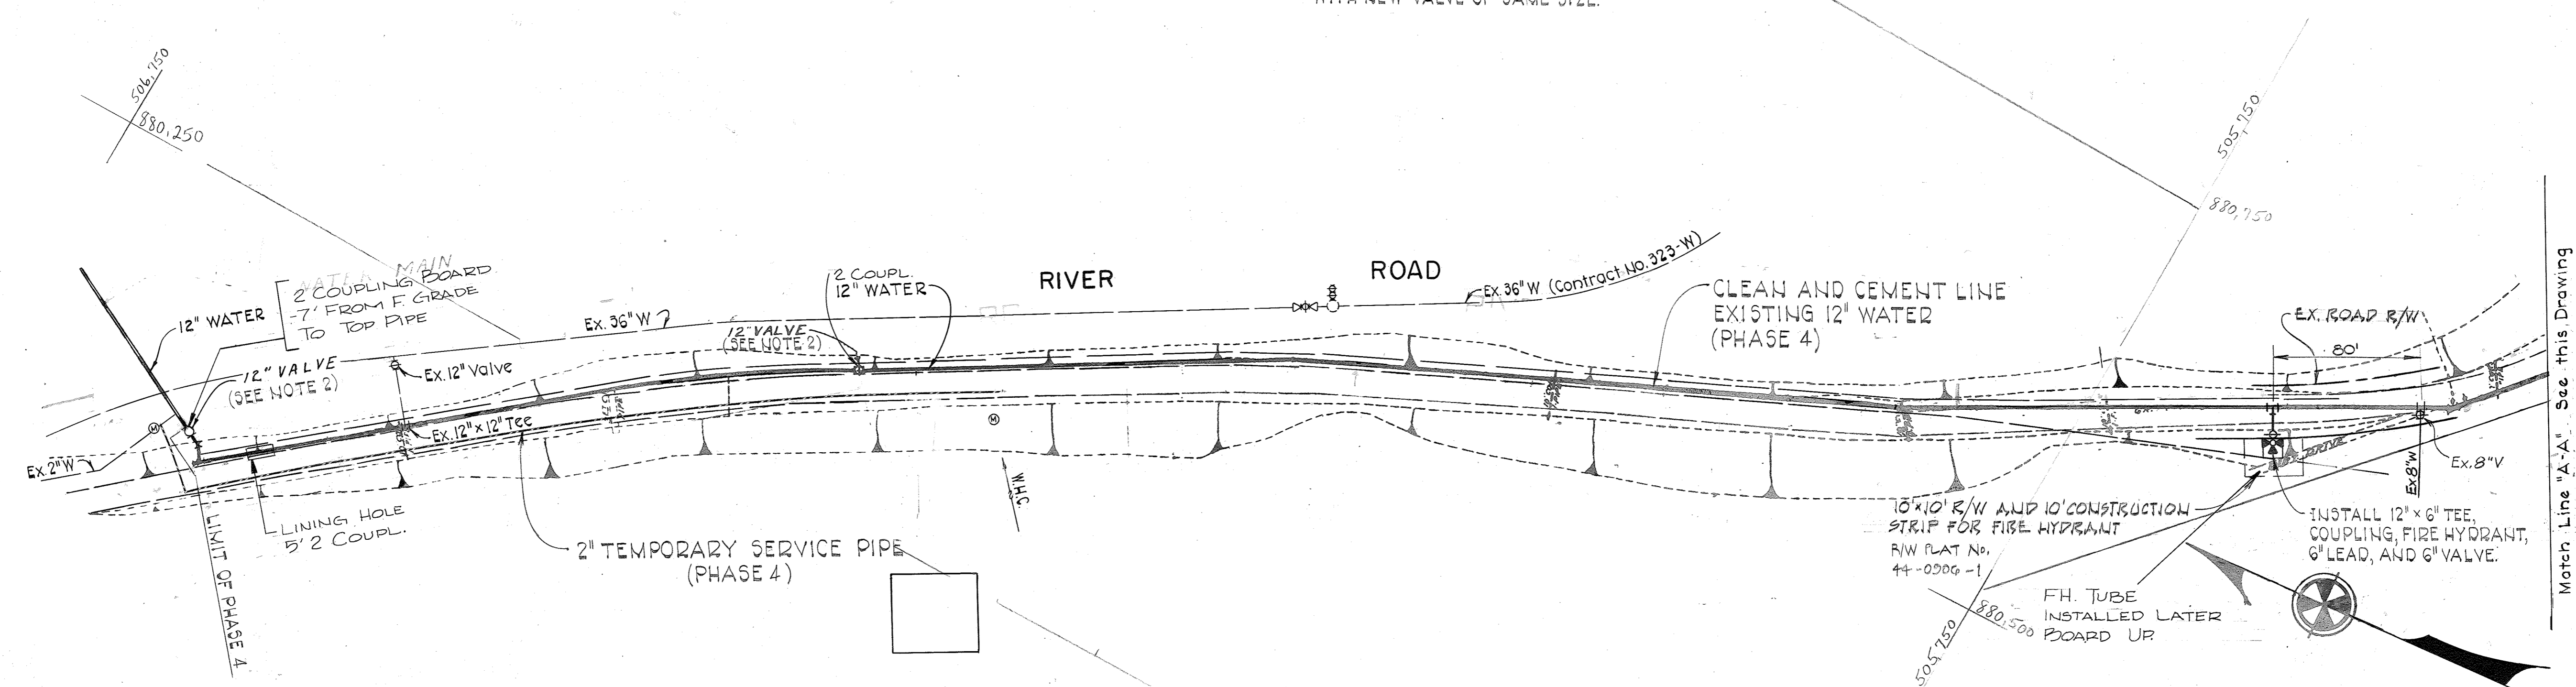 WITH NEW VALVE OF SAME SIZE.
506,750
880,250
505,750
880,750
WATER MAIN
2 COUPLING BOARD
-7' FROM F. GRADE
TO TOP PIPE
12" WATER
12" VALVE
(SEE NOTE 2)
Ex. 36" W
Ex. 12" Valve
Ex. 12" x 12" Tee
12" VALVE
(SEE NOTE 2)
2 COUPL.
12" WATER
RIVER ROAD
Ex. 36" W (Contract No. 323-W)
CLEAN AND CEMENT LINE
EXISTING 12" WATER
(PHASE 4)
EX. ROAD R/W
80'
Match Line "A-A" See this Drawing
M
Ex. 2" W
M
W.H.C.
LINING HOLE
5' 2 COUPL.
LIMIT OF PHASE 4
2" TEMPORARY SERVICE PIPE
(PHASE 4)
DRIVE
Ex 8" W
Ex. 8" V
10'x10' R/W AND 10' CONSTRUCTION
STRIP FOR FIRE HYDRANT
R/W PLAT No.
44-0906-1
INSTALL 12" x 6" TEE,
COUPLING, FIRE HYDRANT,
6" LEAD, AND 6" VALVE.
FH. TUBE
INSTALLED LATER
BOARD UP.
880,500
505,750